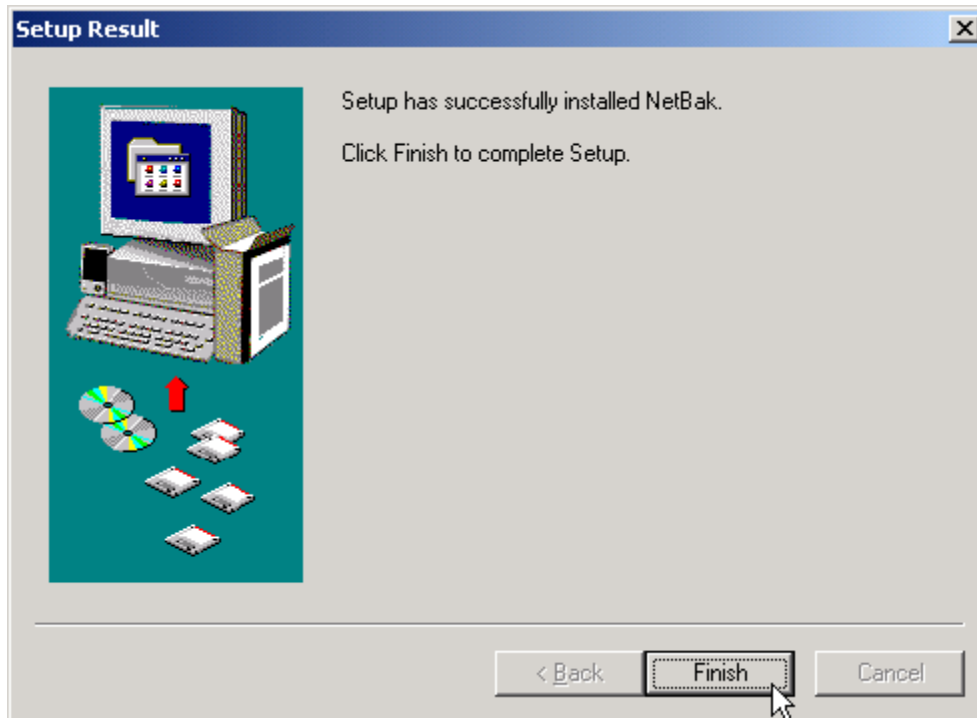 Setup Result
Setup has successfully installed NetBak.
Click Finish to complete Setup.
< Back
Finish
Cancel